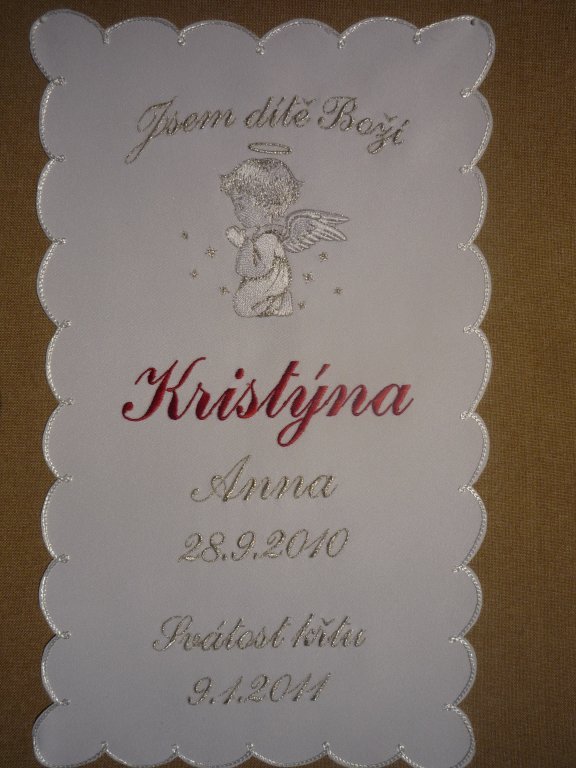 Jsem dítě Boží
Kristýna
Anna
28.9.2010
Svátost křtu
9.1.2011